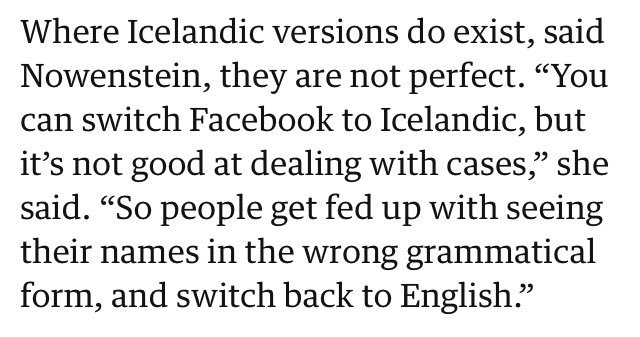 Where Icelandic versions do exist, said
Nowenstein, they are not perfect. “You
can switch Facebook to Icelandic, but
it’s not good at dealing with cases,” she
said. “So people get fed up with seeing
their names in the wrong grammatical
form, and switch back to English.”